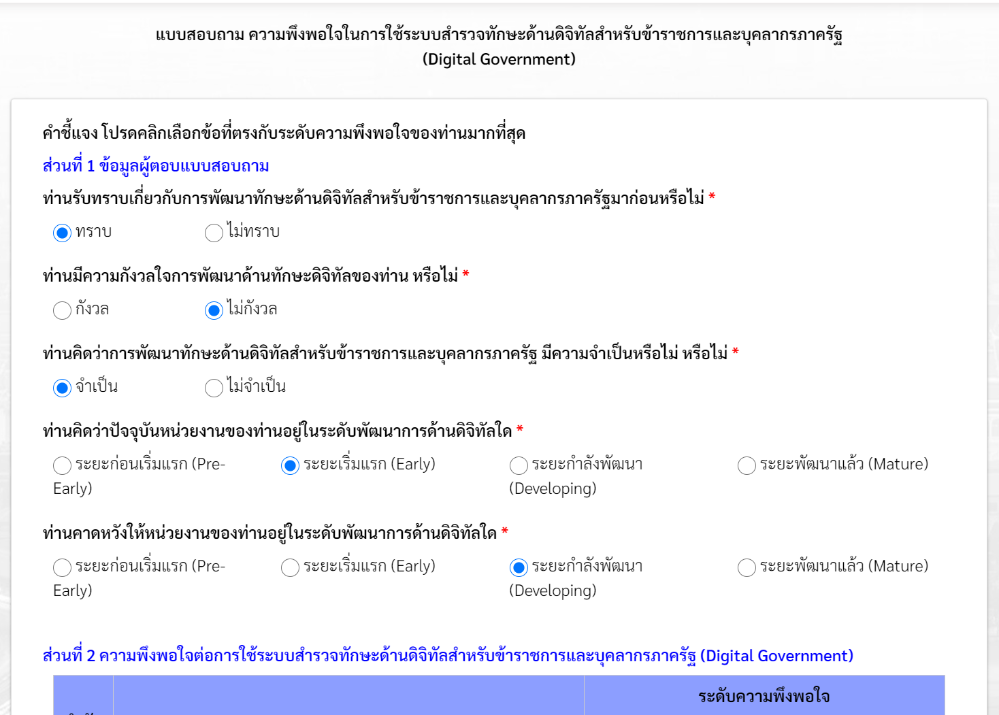 แบบสอบถาม ความพึงพอใจในการใช้ระบบสำรวจทักษะด้านดิจิทัลสำหรับข้าราชการและบุคลากรภาครัฐ
(Digital Government)
คำชี้แจง โปรดคลิกเลือกข้อที่ตรงกับระดับความพึงพอใจของท่านมากที่สุด
ส่วนที่ 1 ข้อมูลผู้ตอบแบบสอบถาม
ท่านรับทราบเกี่ยวกับการพัฒนาทักษะด้านดิจิทัลสำหรับข้าราชการและบุคลากรภาครัฐมาก่อนหรือไม่ *
ทราบ ไม่ทราบ
ท่านมีความกังวลใจการพัฒนาด้านทักษะดิจิทัลของท่าน หรือไม่ *
กังวล ไม่กังวล
ท่านคิดว่าการพัฒนาทักษะด้านดิจิทัลสำหรับข้าราชการและบุคลากรภาครัฐ มีความจำเป็นหรือไม่ หรือไม่ *
จำเป็น ไม่จำเป็น
ท่านคิดว่าปัจจุบันหน่วยงานของท่านอยู่ในระดับพัฒนาการด้านดิจิทัลใด *
ระยะก่อนเริ่มแรก (Pre-
Early)
ระยะเริ่มแรก (Early)
ระยะกำลังพัฒนา
(Developing)
ระยะพัฒนาแล้ว (Mature)
ท่านคาดหวังให้หน่วยงานของท่านอยู่ในระดับพัฒนาการด้านดิจิทัลใด *
ระยะก่อนเริ่มแรก (Pre-
Early)
ระยะเริ่มแรก (Early)
ระยะกำลังพัฒนา
(Developing)
ระยะพัฒนาแล้ว (Mature)
ส่วนที่ 2 ความพึงพอใจต่อการใช้ระบบสำรวจทักษะด้านดิจิทัลสำหรับข้าราชการและบุคลากรภาครัฐ (Digital Government)
ระดับความพึงพอใจ